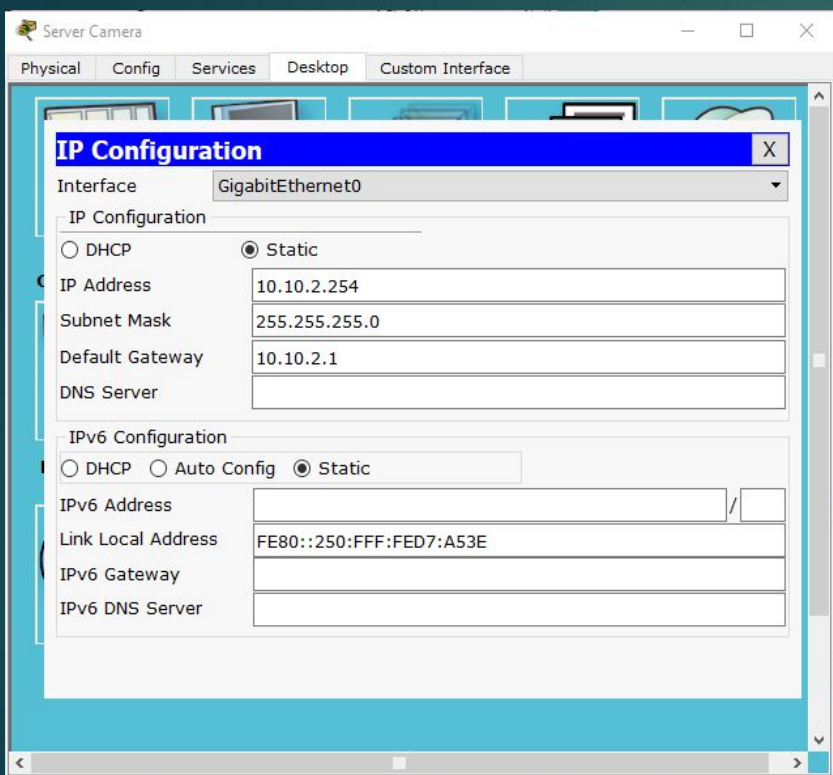 Server Camera
Physical Config Services Desktop Custom Interface
IP Configuration X
Interface GigabitEthernet0
IP Configuration
DHCP Static
IP Address 10.10.2.254
Subnet Mask 255.255.255.0
Default Gateway 10.10.2.1
DNS Server
IPv6 Configuration
DHCP Auto Config Static
IPv6 Address /
Link Local Address FE80::250:FFF:FED7:A53E
IPv6 Gateway
IPv6 DNS Server